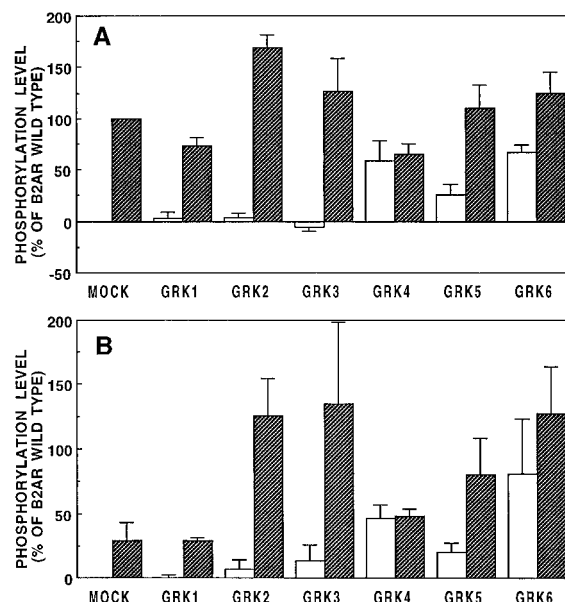 A
PHOSPHORYLATION LEVEL
(% OF B2AR WILD TYPE)
200
150
100
50
0
-50
MOCK GRK1 GRK2 GRK3 GRK4 GRK5 GRK6
B
PHOSPHORYLATION LEVEL
(% OF B2AR WILD TYPE)
200
150
100
50
0
MOCK GRK1 GRK2 GRK3 GRK4 GRK5 GRK6